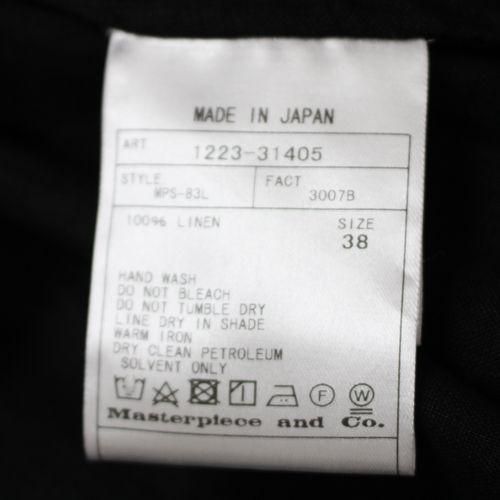 MADE IN JAPAN
ART 1223-31405
STYLE MPS-83L FACT 3007B
100% LINEN SIZE
38
HAND WASH
DO NOT BLEACH
DO NOT TUMBLE DRY
LINE DRY IN SHADE
WARM IRON
DRY CLEAN PETROLEUM
SOLVENT ONLY
F W
Masterpiece and Co.